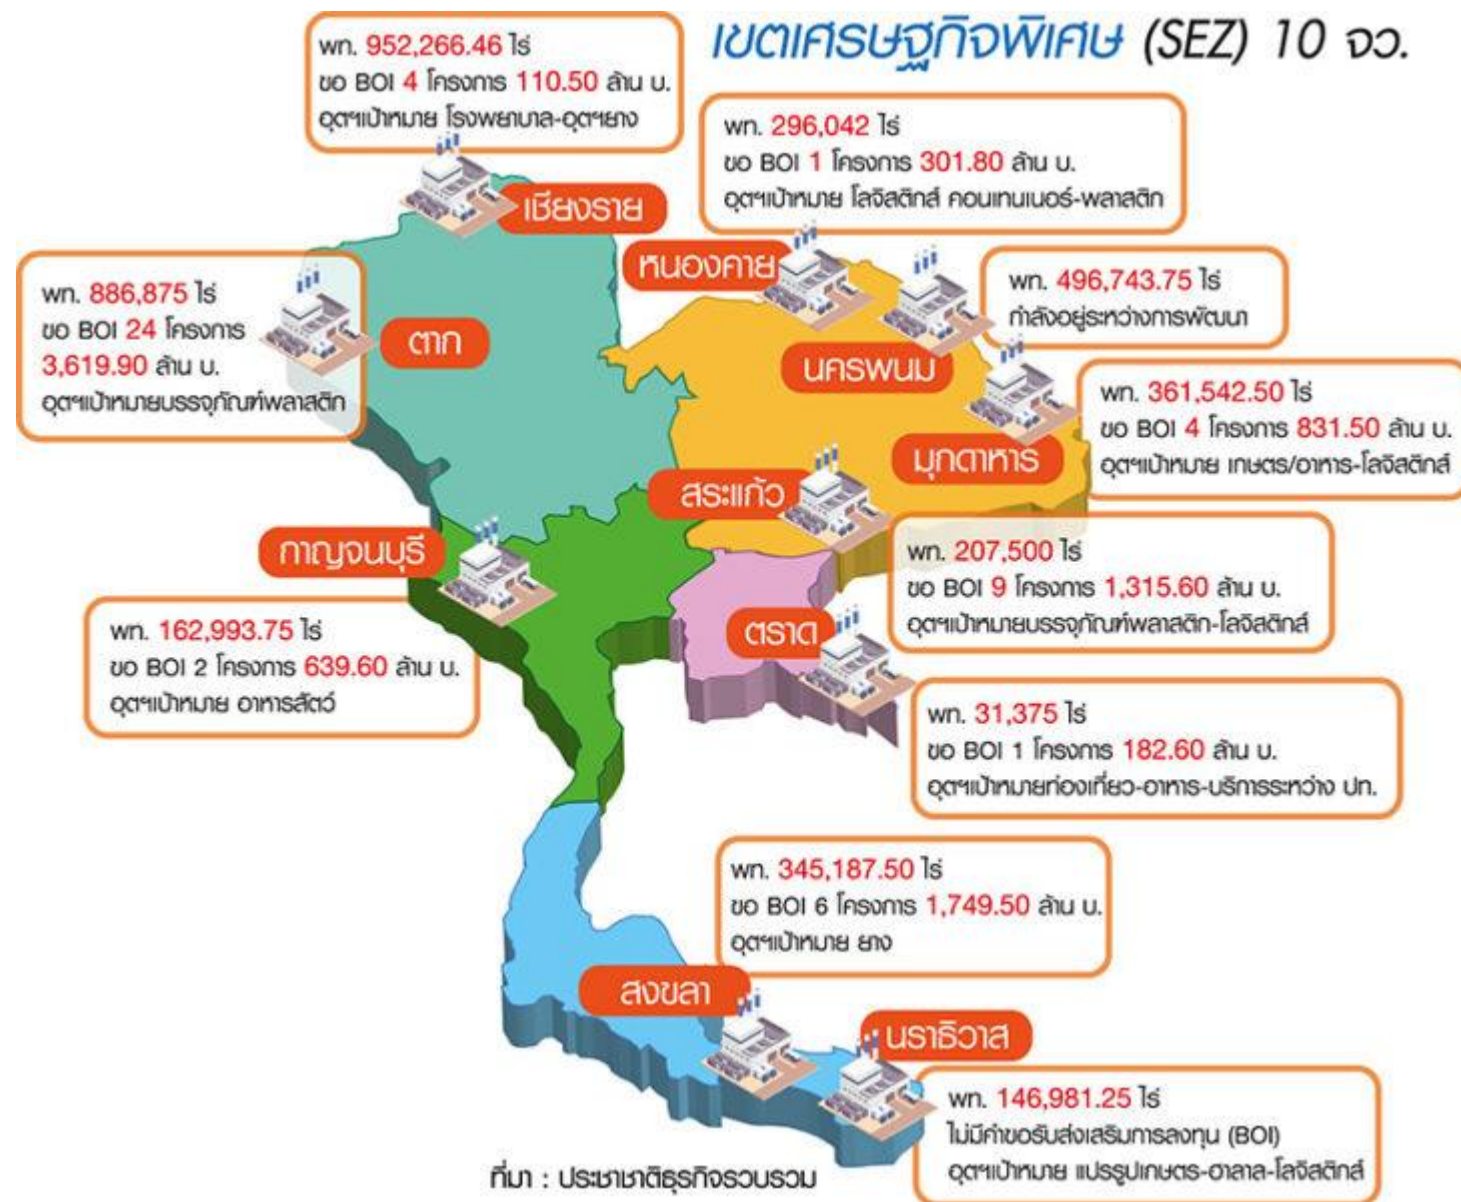 เขตเศรษฐกิจพิเศษ (SEZ) 10 จว.
พท. 952,266.46 ไร่
ขอ BOI 4 โครงการ 110.50 ล้าน บ.
อุตฯเป้าหมาย โรงพยาบาล-อุตฯยาง
เชียงราย
พท. 296,042 ไร่
ขอ BOI 1 โครงการ 301.80 ล้าน บ.
อุตฯเป้าหมาย โลจิสติกส์ คอนเทนเนอร์-พลาสติก
หนองคาย
พท. 886,875 ไร่
ขอ BOI 24 โครงการ
3,619.90 ล้าน บ.
อุตฯเป้าหมายบรรจุภัณฑ์พลาสติก
ตาก
พท. 496,743.75 ไร่
กำลังอยู่ระหว่างการพัฒนา
นครพนม
พท. 361,542.50 ไร่
ขอ BOI 4 โครงการ 831.50 ล้าน บ.
อุตฯเป้าหมาย เกษตร/อาหาร-โลจิสติกส์
มุกดาหาร
สระแก้ว
พท. 207,500 ไร่
ขอ BOI 9 โครงการ 1,315.60 ล้าน บ.
อุตฯเป้าหมายบรรจุภัณฑ์พลาสติก-โลจิสติกส์
กาญจนบุรี
พท. 162,993.75 ไร่
ขอ BOI 2 โครงการ 639.60 ล้าน บ.
อุตฯเป้าหมาย อาหารสัตว์
ตราด
พท. 31,375 ไร่
ขอ BOI 1 โครงการ 182.60 ล้าน บ.
อุตฯเป้าหมายท่องเที่ยว-อาหาร-บริการระหว่าง ปท.
พท. 345,187.50 ไร่
ขอ BOI 6 โครงการ 1,749.50 ล้าน บ.
อุตฯเป้าหมาย ยาง
สงขลา
นราธิวาส
พท. 146,981.25 ไร่
ไม่มีคำขอรับส่งเสริมการลงทุน (BOI)
อุตฯเป้าหมาย แปรรูปเกษตร-ฮาลาล-โลจิสติกส์
ที่มา : ประชาชาติธุรกิจรวบรวม